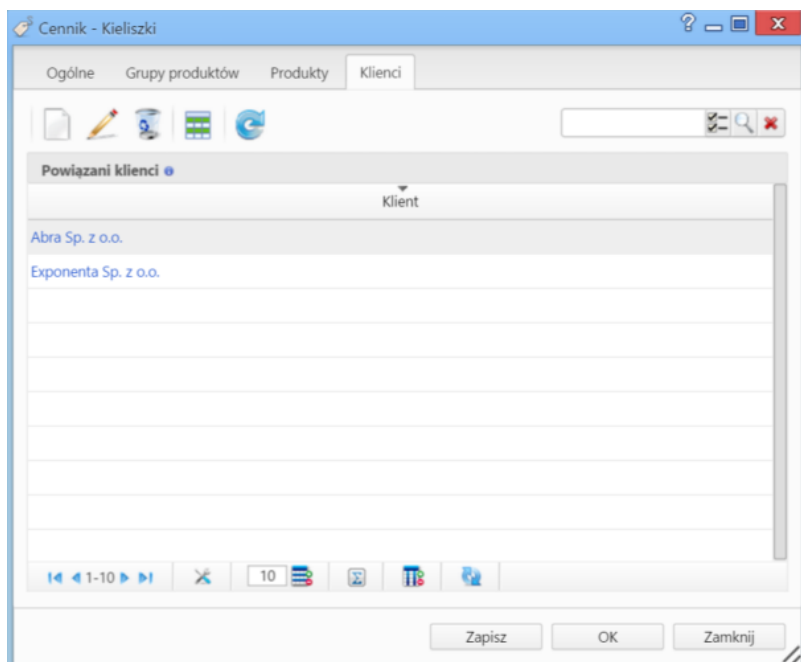 Cennik - Kieliszki
Ogólne Grupy produktów Produkty Klienci
Powiązani klienci
Klient
Abra Sp. z o.o.
Exponenta Sp. z o.o.
1-10 10
Zapisz OK Zamknij